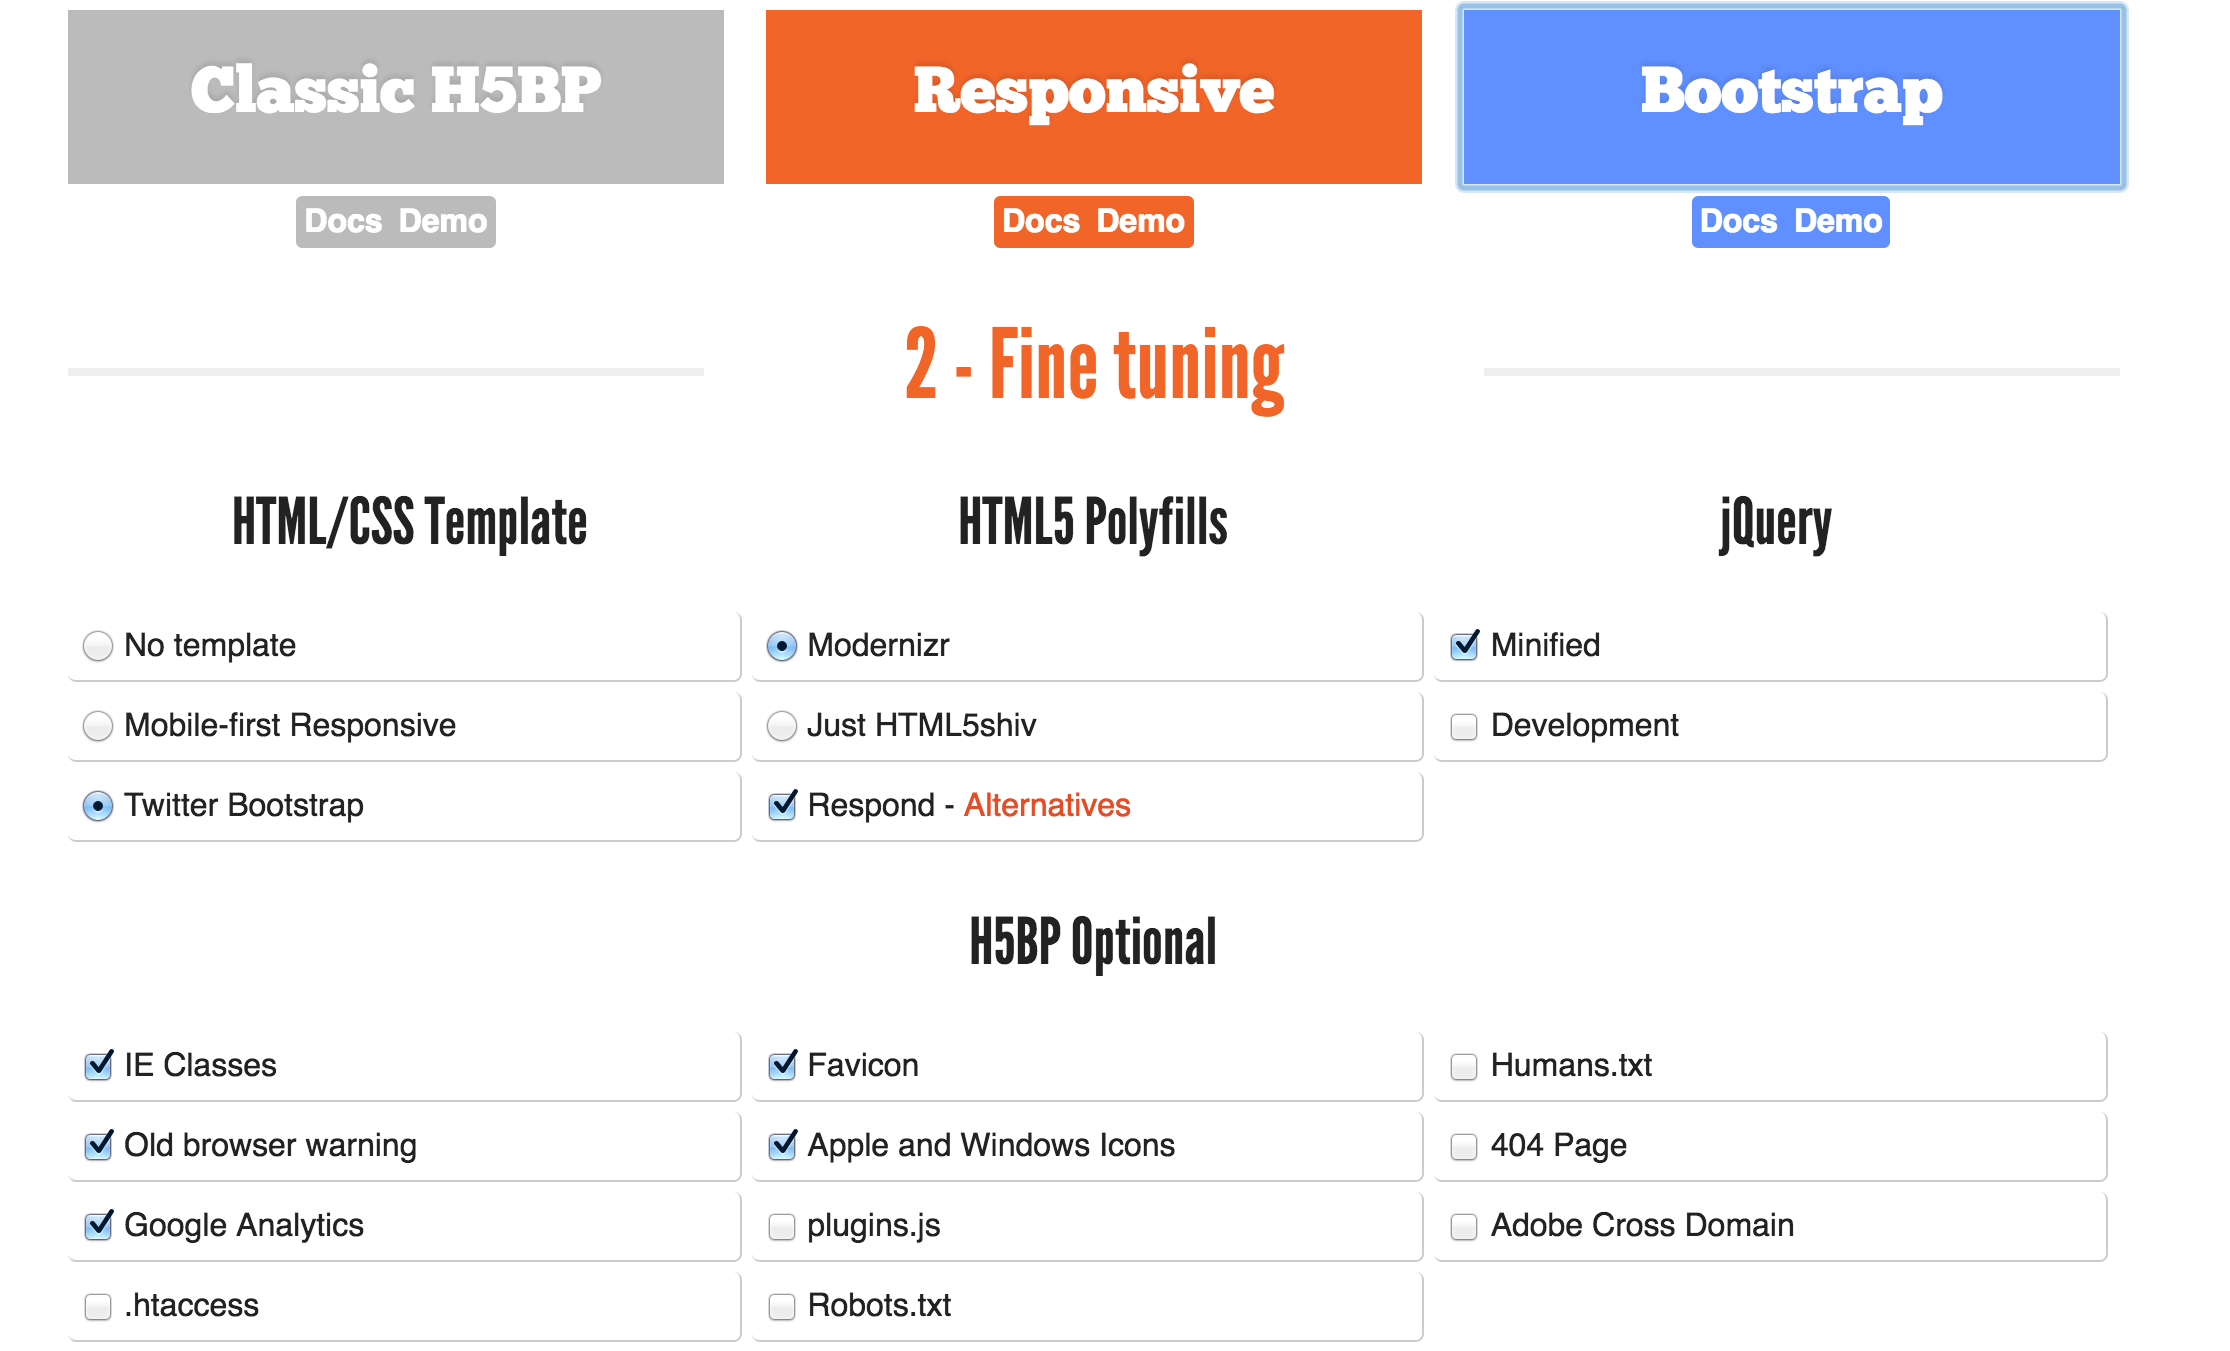 Classic H5BP
Responsive
Bootstrap
Docs Demo
Docs Demo
Docs Demo
2 - Fine tuning
HTML/CSS Template
HTML5 Polyfills
jQuery
No template
Modernizr
Minified
Mobile-first Responsive
Just HTML5shiv
Development
Twitter Bootstrap
Respond - Alternatives
H5BP Optional
IE Classes
Favicon
Humans.txt
Old browser warning
Apple and Windows Icons
404 Page
Google Analytics
plugins.js
Adobe Cross Domain
.htaccess
Robots.txt